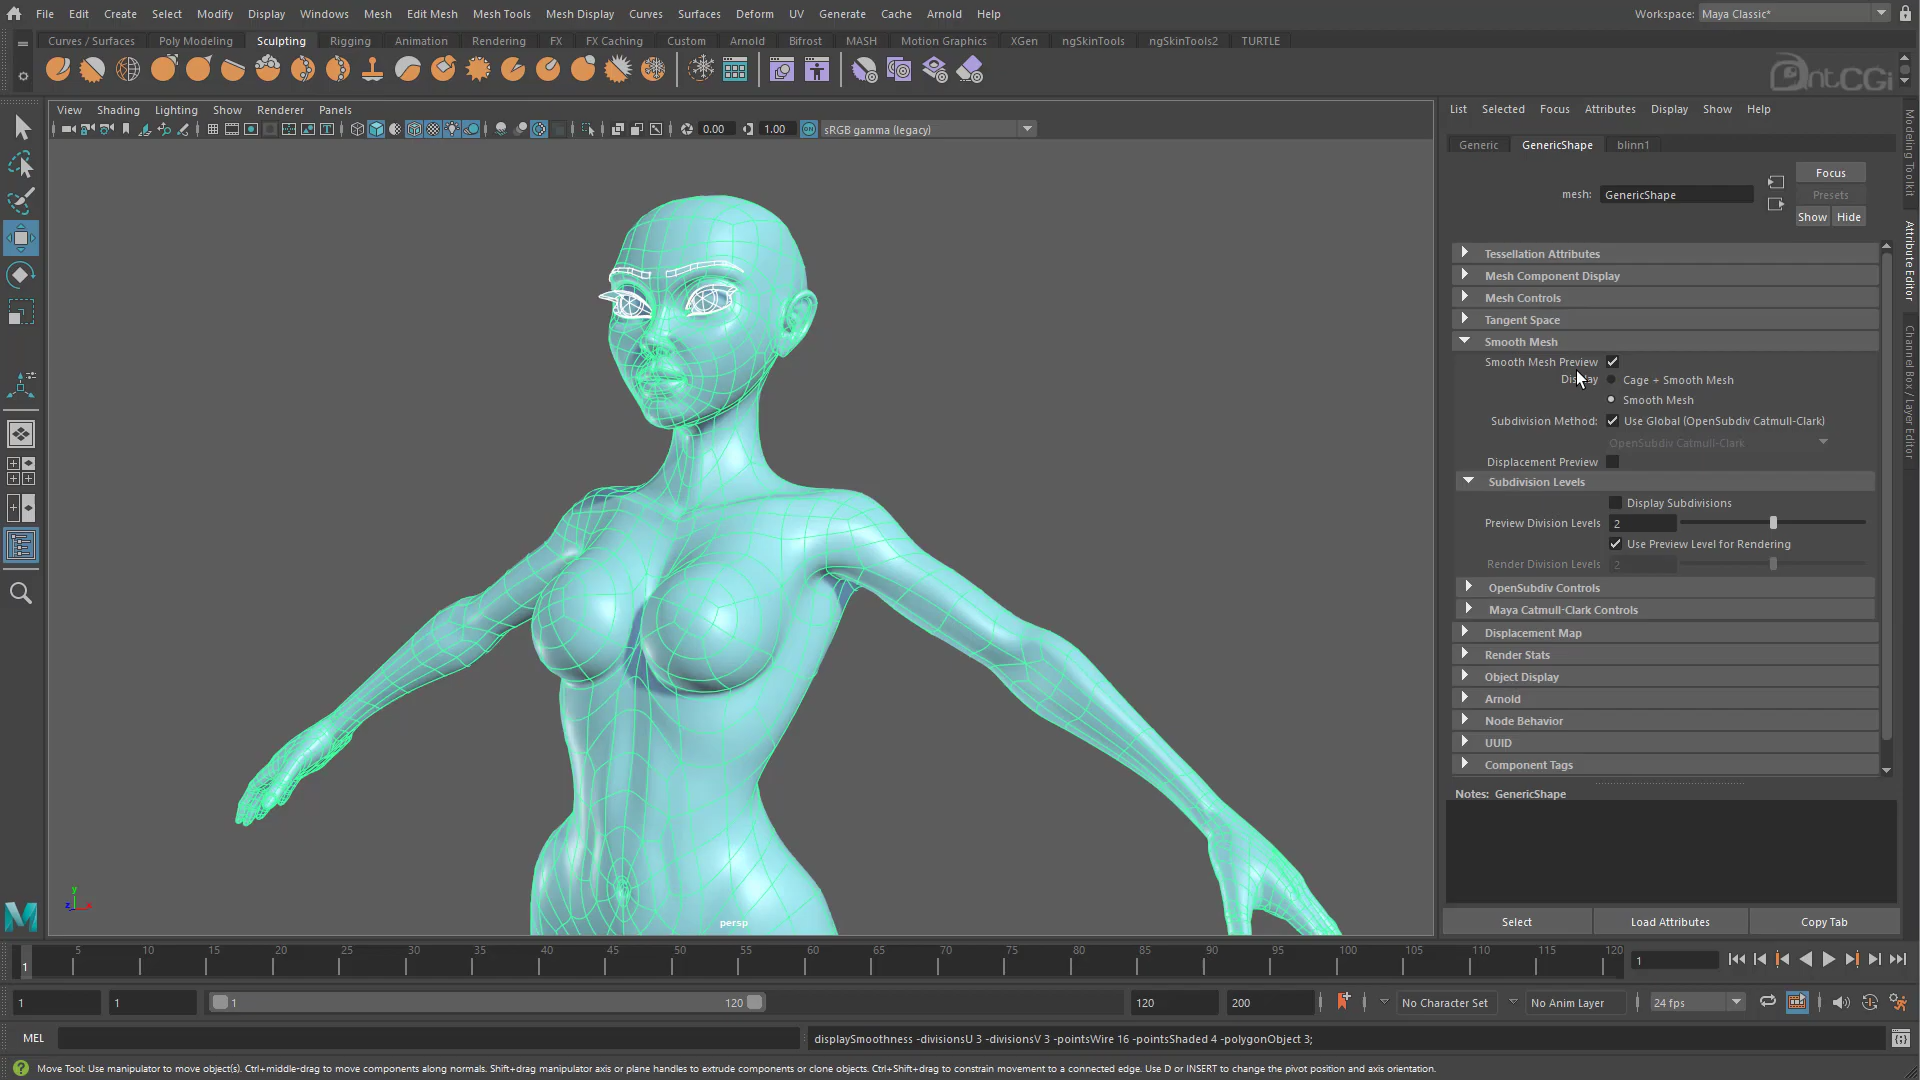 File Edit Create Select Modify Display Windows Mesh Edit Mesh Mesh Tools Mesh Display Curves Surfaces Deform UV Generate Cache Arnold Help Workspace: Maya Classic*
Curves / Surfaces Poly Modeling Sculpting Rigging Animation Rendering FX FX Caching Custom Arnold Bifrost MASH Motion Graphics XGen ngSkinTools ngSkinTools2 TURTLE
antCGi
View Shading Lighting Show Renderer Panels
0.00 1.00 ON sRGB gamma (legacy)
List Selected Focus Attributes Display Show Help
Generic GenericShape blinn1
Focus
mesh: GenericShape Presets
Show Hide
Tessellation Attributes
Mesh Component Display
Mesh Controls
Tangent Space
Smooth Mesh
Smooth Mesh Preview
Display Cage + Smooth Mesh
Smooth Mesh
Subdivision Method: Use Global (OpenSubdiv Catmull-Clark)
OpenSubdiv Catmull-Clark
Displacement Preview
Subdivision Levels
Display Subdivisions
Preview Division Levels 2
Use Preview Level for Rendering
Render Division Levels 2
OpenSubdiv Controls
Maya Catmull-Clark Controls
Displacement Map
Render Stats
Object Display
Arnold
Node Behavior
UUID
Component Tags
Notes: GenericShape
Select Load Attributes Copy Tab
Modeling Toolkit
Attribute Editor
Channel Box / Layer Editor
y
z x
persp
M
5 10 15 20 25 30 35 40 45 50 55 60 65 70 75 80 85 90 95 100 105 110 115 120
1 1
1 1 1 120 120 200 No Character Set No Anim Layer 24 fps
MEL displaySmoothness -divisionsU 3 -divisionsV 3 -pointsWire 16 -pointsShaded 4 -polygonObject 3;
Move Tool: Use manipulator to move object(s). Ctrl+middle-drag to move components along normals. Shift+drag manipulator axis or plane handles to extrude components or clone objects. Ctrl+Shift+drag to constrain movement to a connected edge. Use D or INSERT to change the pivot position and axis orientation.